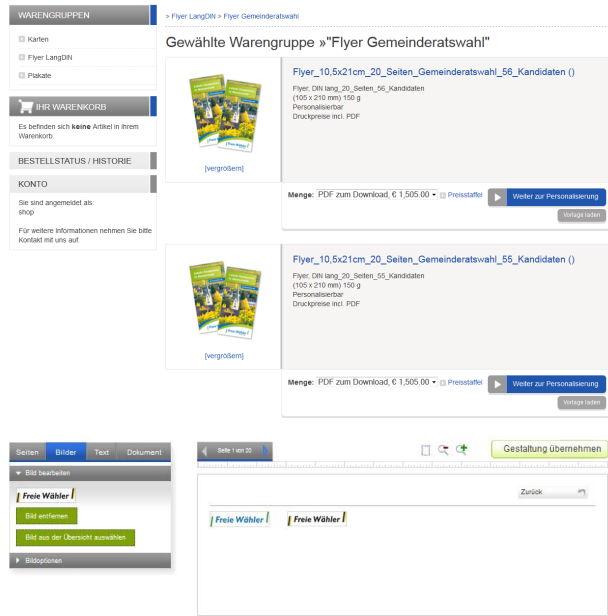 WARENGRUPPEN
Karten
Flyer LangDIN
Plakate
IHR WARENKORB
Es befinden sich keine Artikel in Ihrem
Warenkorb.
BESTELLSTATUS / HISTORIE
KONTO
Sie sind angemeldet als:
shop
Für weitere Informationen nehmen Sie bitte
Kontakt mit uns auf.
> Flyer LangDIN > Flyer Gemeinderatswahl
Gewählte Warengruppe »"Flyer Gemeinderatswahl"
Flyer_10,5x21cm_20_Seiten_Gemeinderatswahl_56_Kandidaten ()
Flyer, DIN lang_20_Seiten_56_Kandidaten
(105 x 210 mm) 150 g
Personalisierbar
Druckpreise incl. PDF
[vergrößern]
Menge: PDF zum Download, € 1,505.00 Preisstaffel Weiter zur Personalisierung
Vorlage laden
Flyer_10,5x21cm_20_Seiten_Gemeinderatswahl_55_Kandidaten ()
Flyer, DIN lang_20_Seiten_55_Kandidaten
(105 x 210 mm) 150 g
Personalisierbar
Druckpreise incl. PDF
[vergrößern]
Menge: PDF zum Download, € 1,505.00 Preisstaffel Weiter zur Personalisierung
Vorlage laden
Seiten Bilder Text Dokument
Bild bearbeiten
Freie Wähler
Bild entfernen
Bild aus der Übersicht auswählen
Bildoptionen
Seite 1 von 20
Gestaltung übernehmen
Zurück
Freie Wähler Freie Wähler